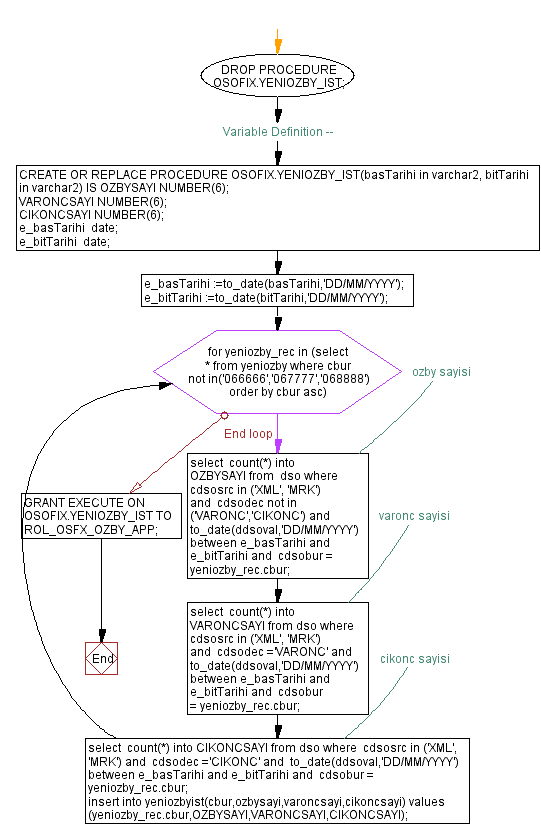 DROP PROCEDURE
OSOFIX.YENIOZBY_IST;
Variable Definition --
CREATE OR REPLACE PROCEDURE OSOFIX.YENIOZBY_IST(basTarihi in varchar2, bitTarihi
in varchar2) IS OZBYSAYI NUMBER(6);
VARONCSAYI NUMBER(6);
CIKONCSAYI NUMBER(6);
e_basTarihi  date;
e_bitTarihi  date;
e_basTarihi :=to_date(basTarihi,'DD/MM/YYYY');
e_bitTarihi :=to_date(bitTarihi,'DD/MM/YYYY');
for yeniozby_rec in (select
* from yeniozby where cbur
not in('066666','067777','068888')
order by cbur asc)
ozby sayisi
End loop
select  count(*) into
OZBYSAYI from  dso where
cdsosrc in ('XML', 'MRK')
and  cdsodec not in
('VARONC','CIKONC') and
to_date(ddsoval,'DD/MM/YYYY')
between e_basTarihi and
e_bitTarihi and  cdsobur =
yeniozby_rec.cbur;
GRANT EXECUTE ON
OSOFIX.YENIOZBY_IST TO
ROL_OSFX_OZBY_APP;
varonc sayisi
select  count(*) into
VARONCSAYI from dso where
cdsosrc in ('XML', 'MRK')
and  cdsodec ='VARONC' and
to_date(ddsoval,'DD/MM/YYYY')
between e_basTarihi and
e_bitTarihi and  cdsobur
= yeniozby_rec.cbur;
End
cikonc sayisi
select  count(*) into CIKONCSAYI from dso where  cdsosrc in ('XML',
'MRK') and  cdsodec ='CIKONC' and  to_date(ddsoval,'DD/MM/YYYY')
between e_basTarihi and e_bitTarihi and  cdsobur =
yeniozby_rec.cbur;
insert into yeniozbyist(cbur,ozbysayi,varoncsayi,cikoncsayi) values
(yeniozby_rec.cbur,OZBYSAYI,VARONCSAYI,CIKONCSAYI);